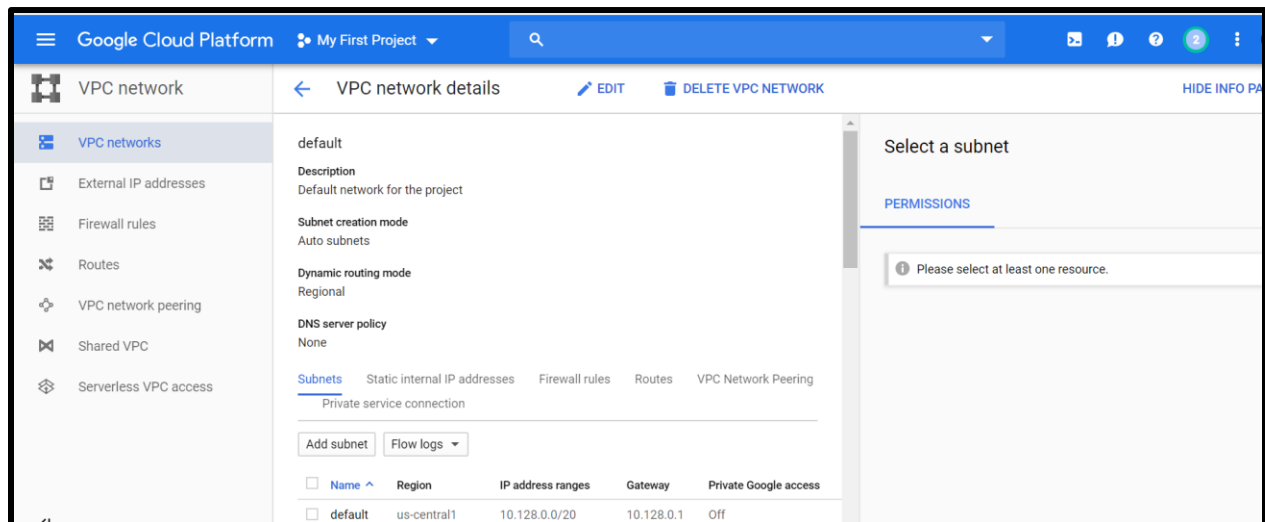 Google Cloud Platform My First Project 2
VPC network
VPC network details EDIT DELETE VPC NETWORK HIDE INFO PA
VPC networks
External IP addresses
Firewall rules
Routes
VPC network peering
Shared VPC
Serverless VPC access
default
Description
Default network for the project
Subnet creation mode
Auto subnets
Dynamic routing mode
Regional
DNS server policy
None
Subnets Static internal IP addresses Firewall rules Routes VPC Network Peering
Private service connection
Add subnet Flow logs
Name Region IP address ranges Gateway Private Google access
default us-central1 10.128.0.0/20 10.128.0.1 Off
Select a subnet
PERMISSIONS
Please select at least one resource.